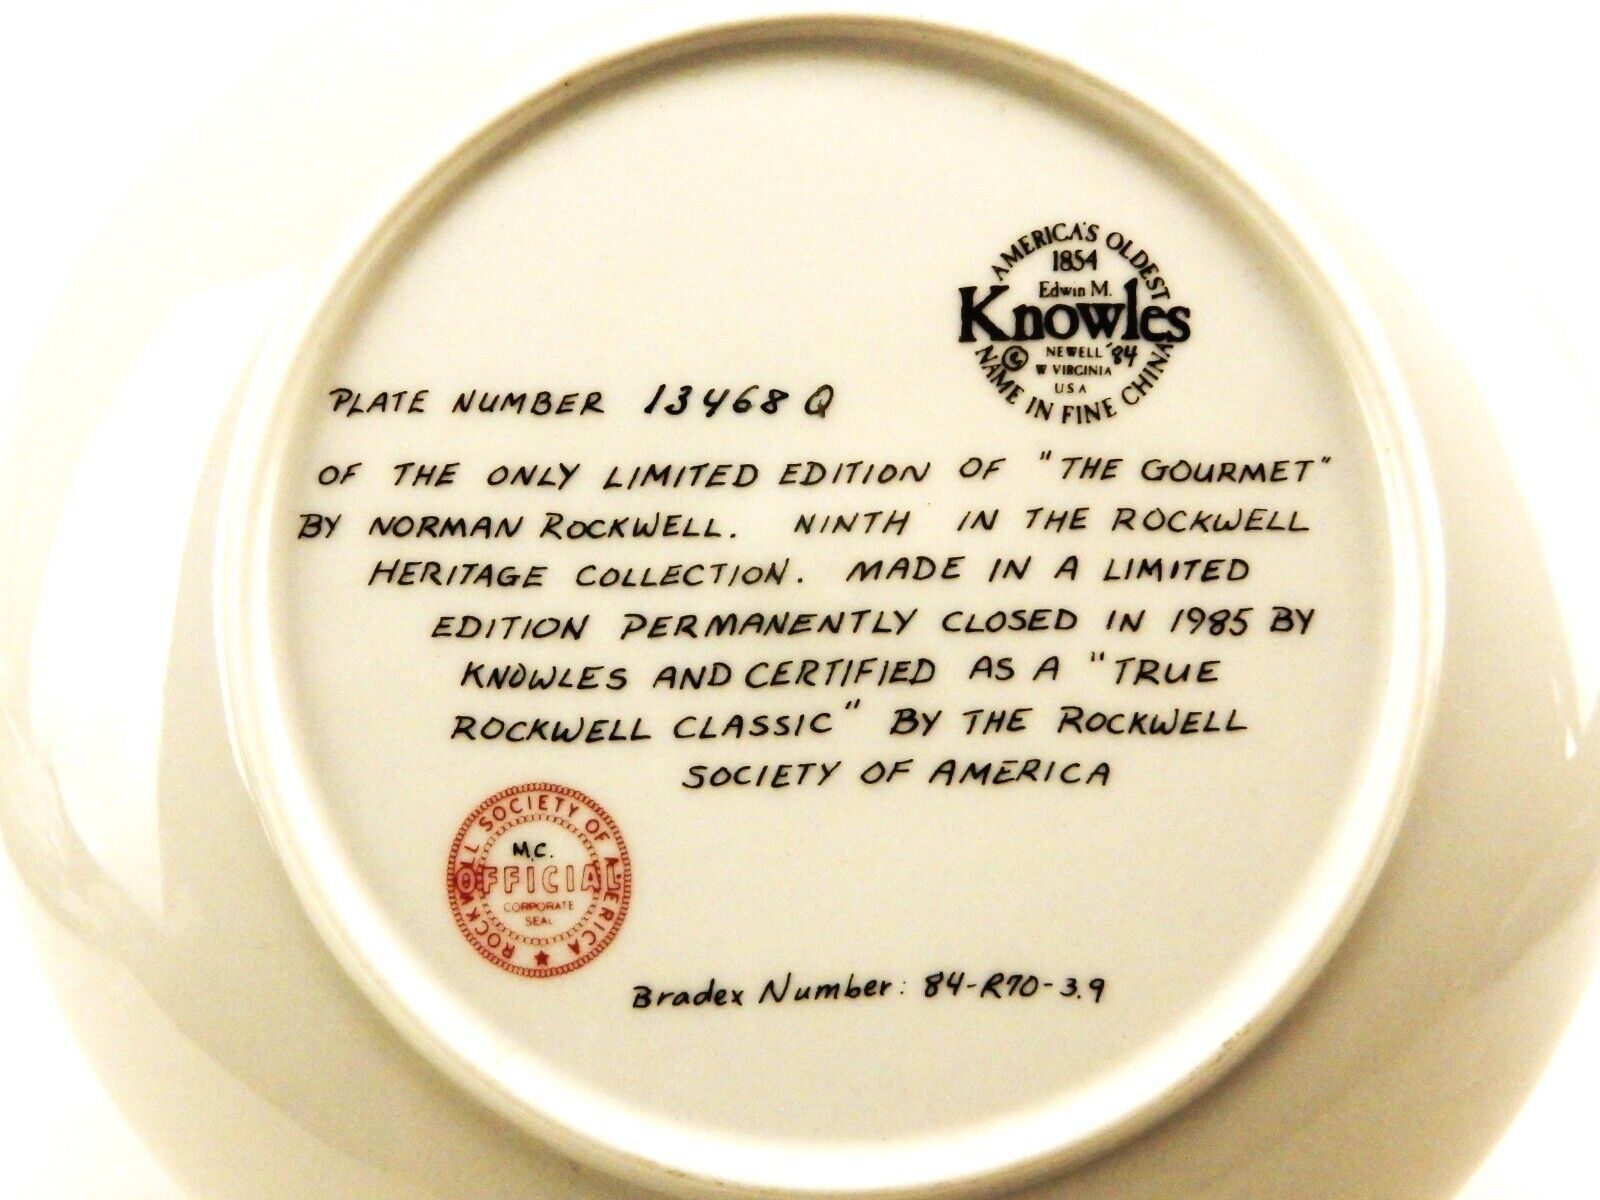 AMERICA'S OLDEST
1854
Edwin M.
Knowles
© NEWELL '84
W VIRGINIA
USA
NAME IN FINE CHINA
PLATE NUMBER 13468 Q
OF THE ONLY LIMITED EDITION OF "THE GOURMET"
BY NORMAN ROCKWELL. NINTH IN THE ROCKWELL
HERITAGE COLLECTION. MADE IN A LIMITED
EDITION PERMANENTLY CLOSED IN 1985 BY
KNOWLES AND CERTIFIED AS A "TRUE
ROCKWELL CLASSIC" BY THE ROCKWELL
SOCIETY OF AMERICA
ROCKWELL SOCIETY OF AMERICA
M.C.
OFFICIAL
CORPORATE
SEAL
Bradex Number: 84-R70-3.9